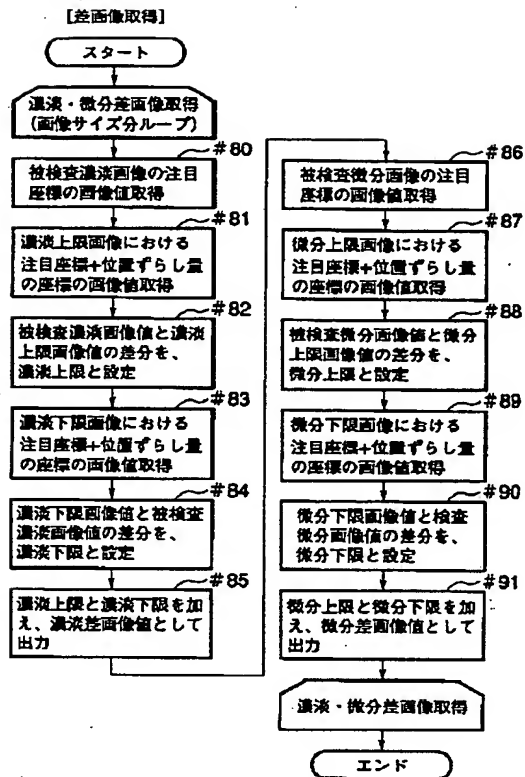 [差画像取得]
スタート
濃淡・微分差画像取得
(画像サイズ分ループ)
#80
被検査濃淡画像の注目
座標の画像値取得
#81
濃淡上限画像における
注目座標+位置ずらし量
の座標の画像値取得
#82
被検査濃淡画像値と濃淡
上限画像値の差分を、
濃淡上限と設定
#83
濃淡下限画像における
注目座標+位置ずらし量
の座標の画像値取得
#84
濃淡下限画像値と被検査
濃淡画像値の差分を、
濃淡下限と設定
#85
濃淡上限と濃淡下限を加
え、濃淡差画像値として
出力
#86
被検査微分画像の注目
座標の画像値取得
#87
微分上限画像における
注目座標+位置ずらし量
の座標の画像値取得
#88
被検査微分画像値と微分
上限画像値の差分を、
微分上限と設定
#89
微分下限画像における
注目座標+位置ずらし量
の座標の画像値取得
#90
微分下限画像値と検査
微分画像値の差分を、
微分下限と設定
#91
微分上限と微分下限を加
え、微分差画像値として
出力
濃淡・微分差画像取得
エンド